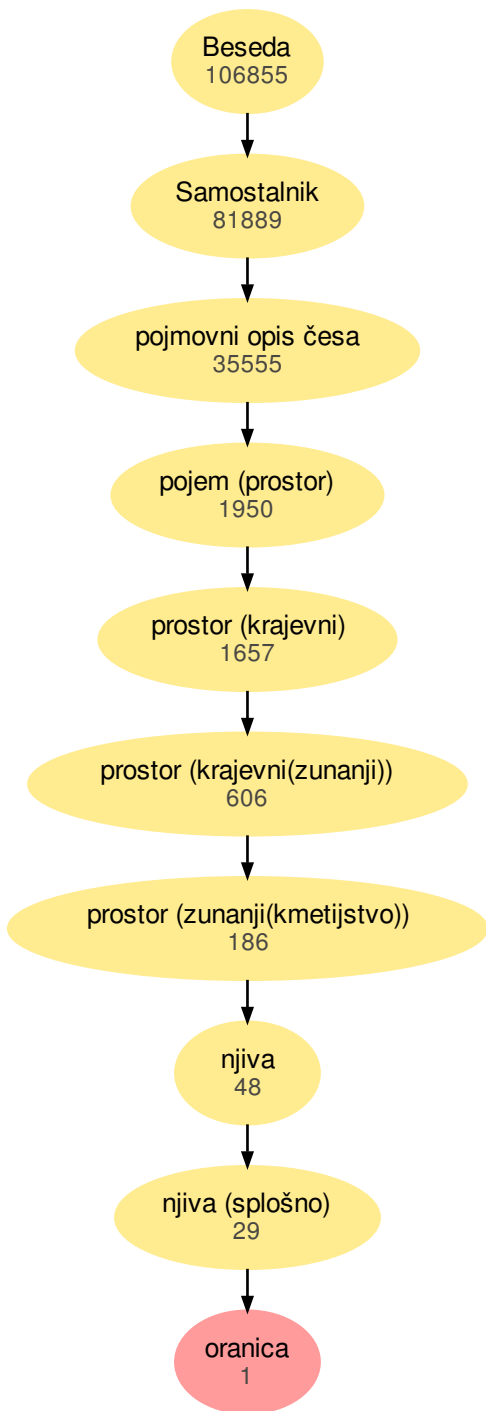 Beseda
106855
Samostalnik
81889
pojmovni opis česa
35555
pojem (prostor)
1950
prostor (krajevni)
1657
prostor (krajevni(zunanji))
606
prostor (zunanji(kmetijstvo))
186
njiva
48
njiva (splošno)
29
oranica
1